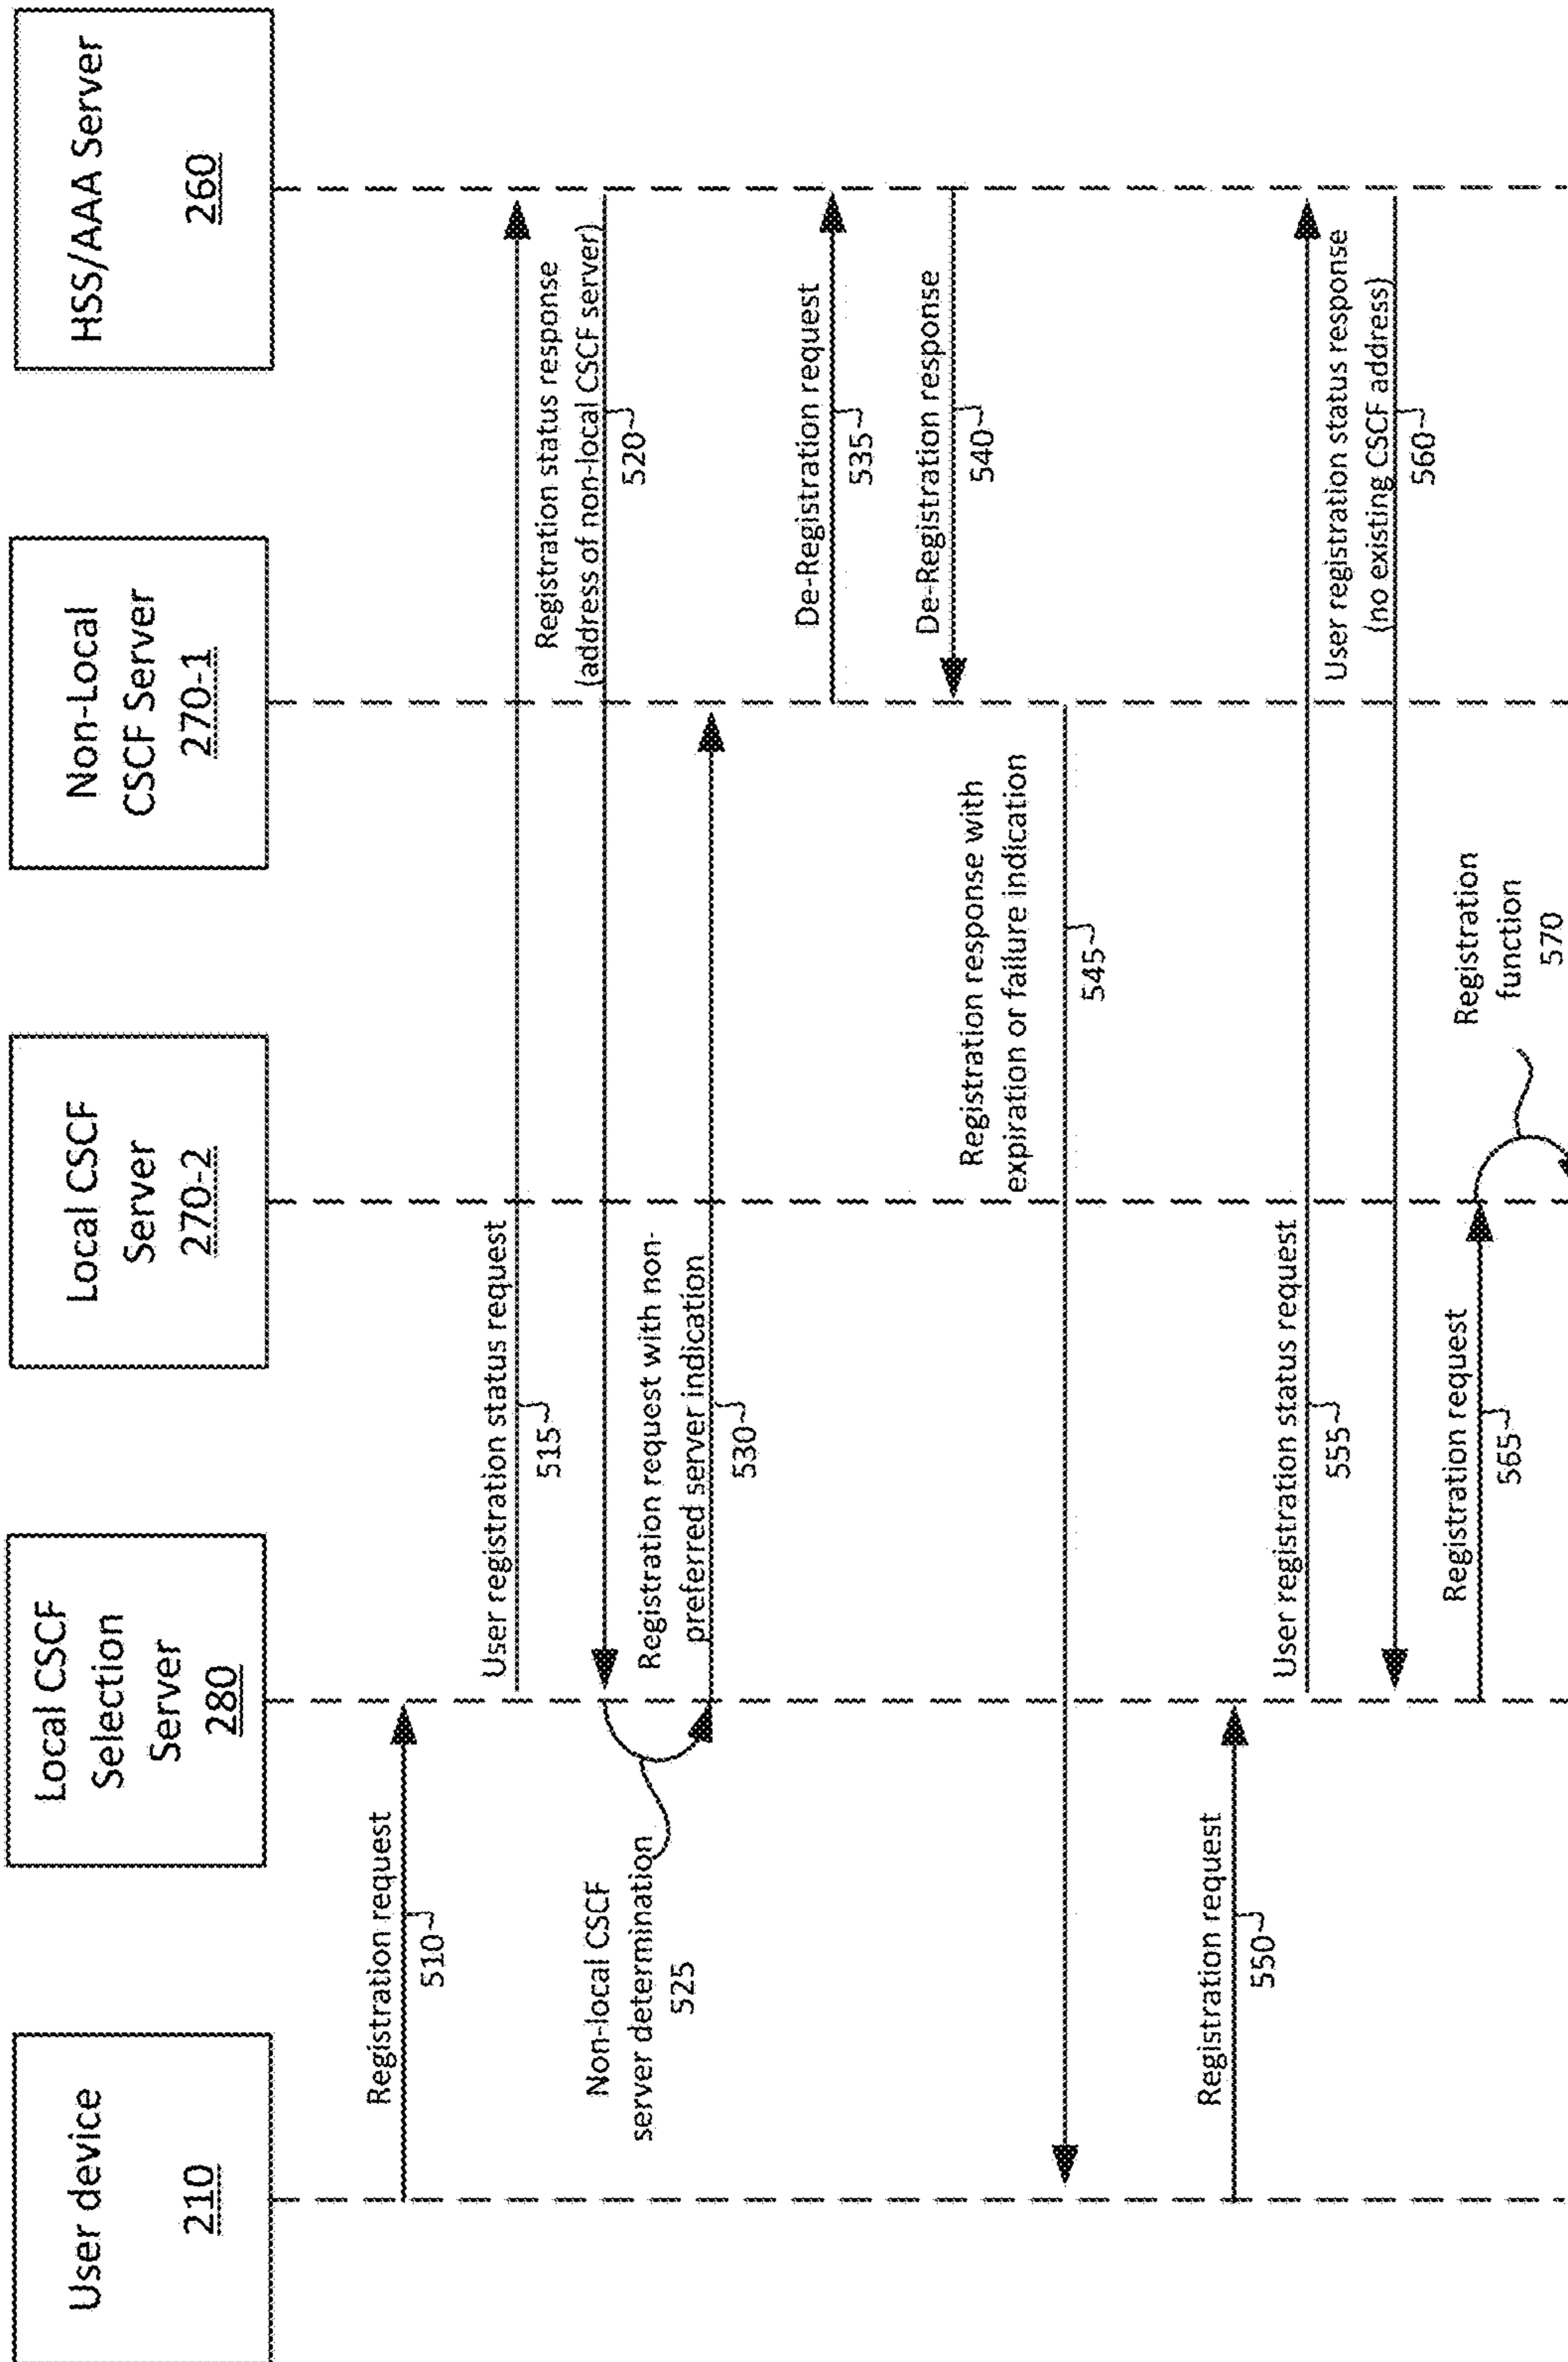 User device
210
Local CSCF
Selection
Server
280
Local CSCF
Server
270-2
Non-Local
CSCF Server
270-1
HSS/AAA Server
260
Registration request
510
User registration status request
515
Registration status response
(address of non-local CSCF server)
520
Non-local CSCF
server determination
525
Registration request with non-
preferred server indication
530
De-Registration request
535
De-Registration response
540
Registration response with
expiration or failure indication
545
Registration request
550
User registration status request
555
User registration status response
(no existing CSCF address)
560
Registration request
565
Registration
function
570